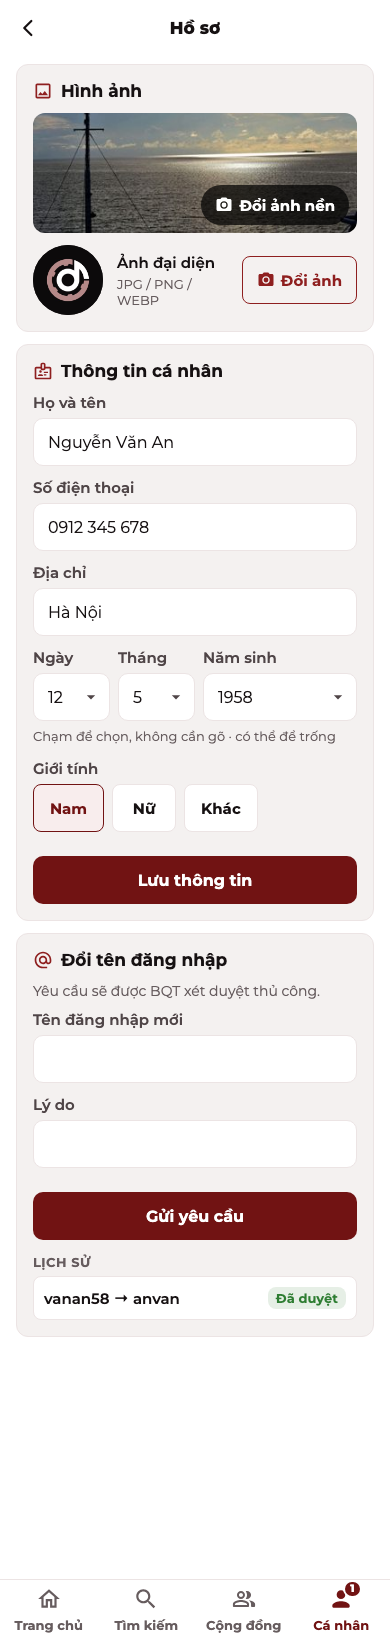 Hồ sơ
Hình ảnh
Đổi ảnh nền
Ảnh đại diện
JPG / PNG /
WEBP
Đổi ảnh
Thông tin cá nhân
Họ và tên
Nguyễn Văn An
Số điện thoại
0912 345 678
Địa chỉ
Hà Nội
Ngày Tháng Năm sinh
12 5 1958
Chạm để chọn, không cần gõ · có thể để trống
Giới tính
Nam Nữ Khác
Lưu thông tin
Đổi tên đăng nhập
Yêu cầu sẽ được BQT xét duyệt thủ công.
Tên đăng nhập mới
Lý do
Gửi yêu cầu
LỊCH SỬ
vanan58 → anvan Đã duyệt
1
Trang chủ Tìm kiếm Cộng đồng Cá nhân